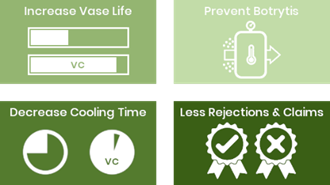 Increase Vase Life
VC
Prevent Botrytis
Decrease Cooling Time
VC
Less Rejections & Claims